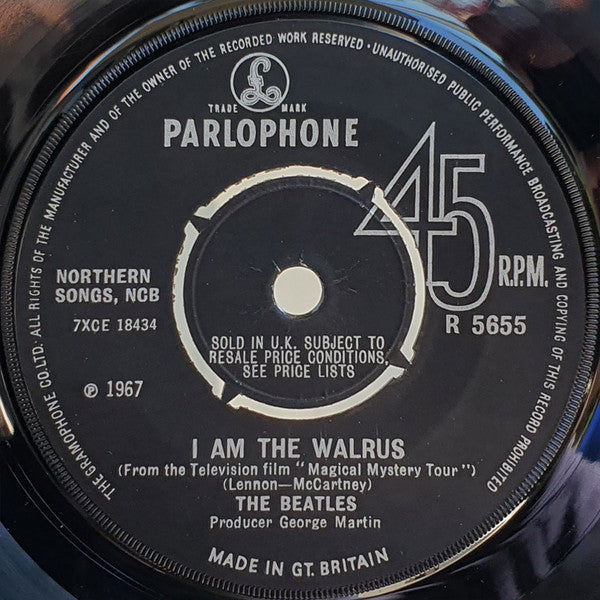 THE GRAMOPHONE CO. LTD. ALL RIGHTS OF THE MANUFACTURER AND OF THE OWNER OF THE RECORDED WORK RESERVED · UNAUTHORISED PUBLIC PERFORMANCE BROADCASTING AND COPYING OF THIS RECORD PROHIBITED
£
TRADE MARK
PARLOPHONE
45
R.P.M.
NORTHERN
SONGS, NCB
7XCE 18434
R 5655
SOLD IN U.K. SUBJECT TO
RESALE PRICE CONDITIONS,
SEE PRICE LISTS
℗ 1967
I AM THE WALRUS
(From the Television film "Magical Mystery Tour")
(Lennon—McCartney)
THE BEATLES
Producer George Martin
MADE IN GT. BRITAIN